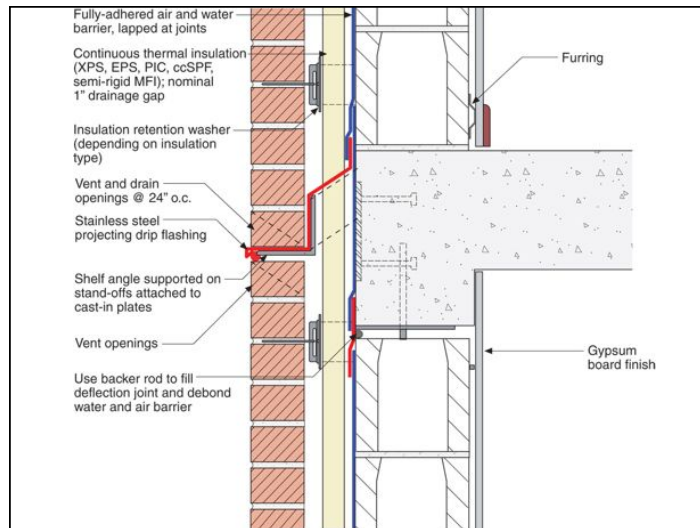 Fully-adhered air and water
barrier, lapped at joints
Continuous thermal insulation
(XPS, EPS, PIC, ccSPF,
semi-rigid MFI); nominal
1" drainage gap
Insulation retention washer
(depending on insulation
type)
Vent and drain
openings @ 24" o.c.
Stainless steel
projecting drip flashing
Shelf angle supported on
stand-offs attached to
cast-in plates
Vent openings
Use backer rod to fill
deflection joint and debond
water and air barrier
Furring
Gypsum
board finish